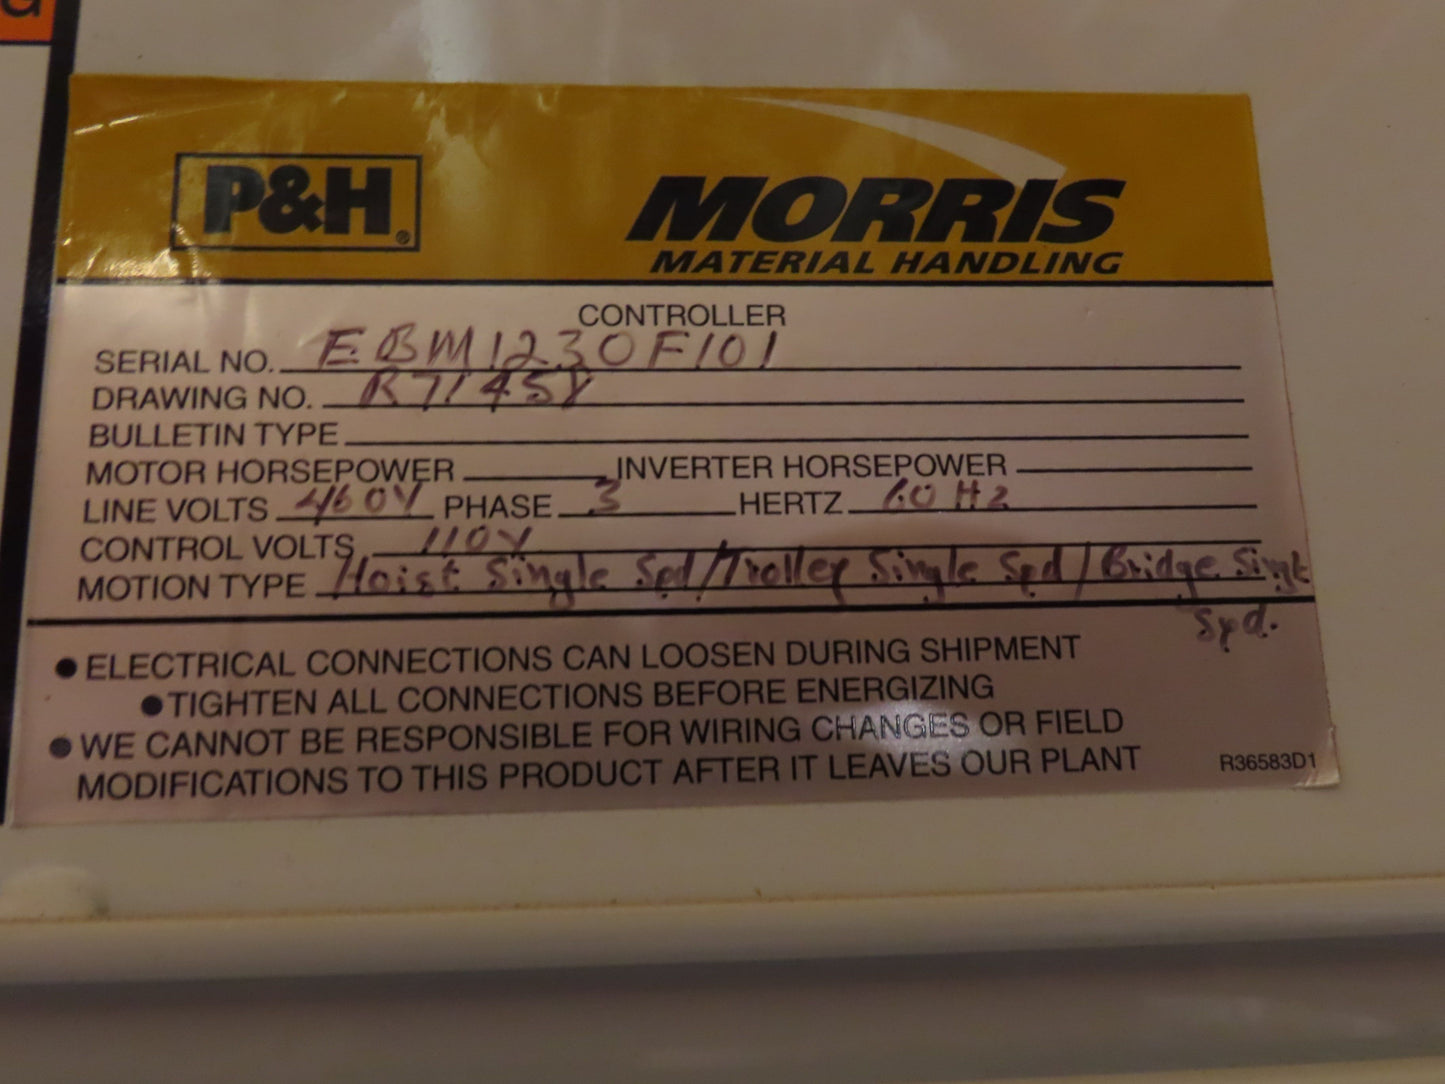 P&H®
MORRIS
MATERIAL HANDLING
CONTROLLER
SERIAL NO. EBM1230F101
DRAWING NO. R71458
BULLETIN TYPE
MOTOR HORSEPOWER INVERTER HORSEPOWER
LINE VOLTS 460V PHASE 3 HERTZ 60 Hz
CONTROL VOLTS 110V
MOTION TYPE Hoist Single Spd/Trolley Single Spd/Bridge Single
Spd.
● ELECTRICAL CONNECTIONS CAN LOOSEN DURING SHIPMENT
● TIGHTEN ALL CONNECTIONS BEFORE ENERGIZING
● WE CANNOT BE RESPONSIBLE FOR WIRING CHANGES OR FIELD
MODIFICATIONS TO THIS PRODUCT AFTER IT LEAVES OUR PLANT
R36583D1